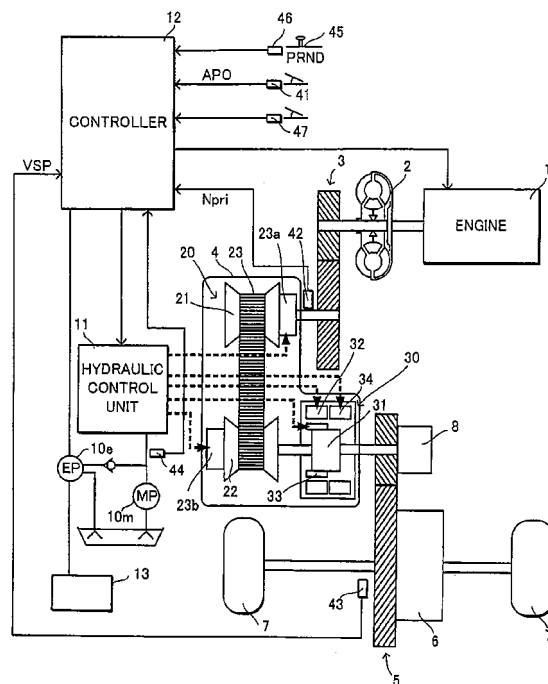 12
46
45
PRND
APO
41
CONTROLLER
47
VSP
3
2
1
Npri
ENGINE
4
23
23a
42
20
21
11
32
30
34
HYDRAULIC
CONTROL
UNIT
31
8
10e
44
EP
22
33
10m
23b
MP
13
43
7
6
5